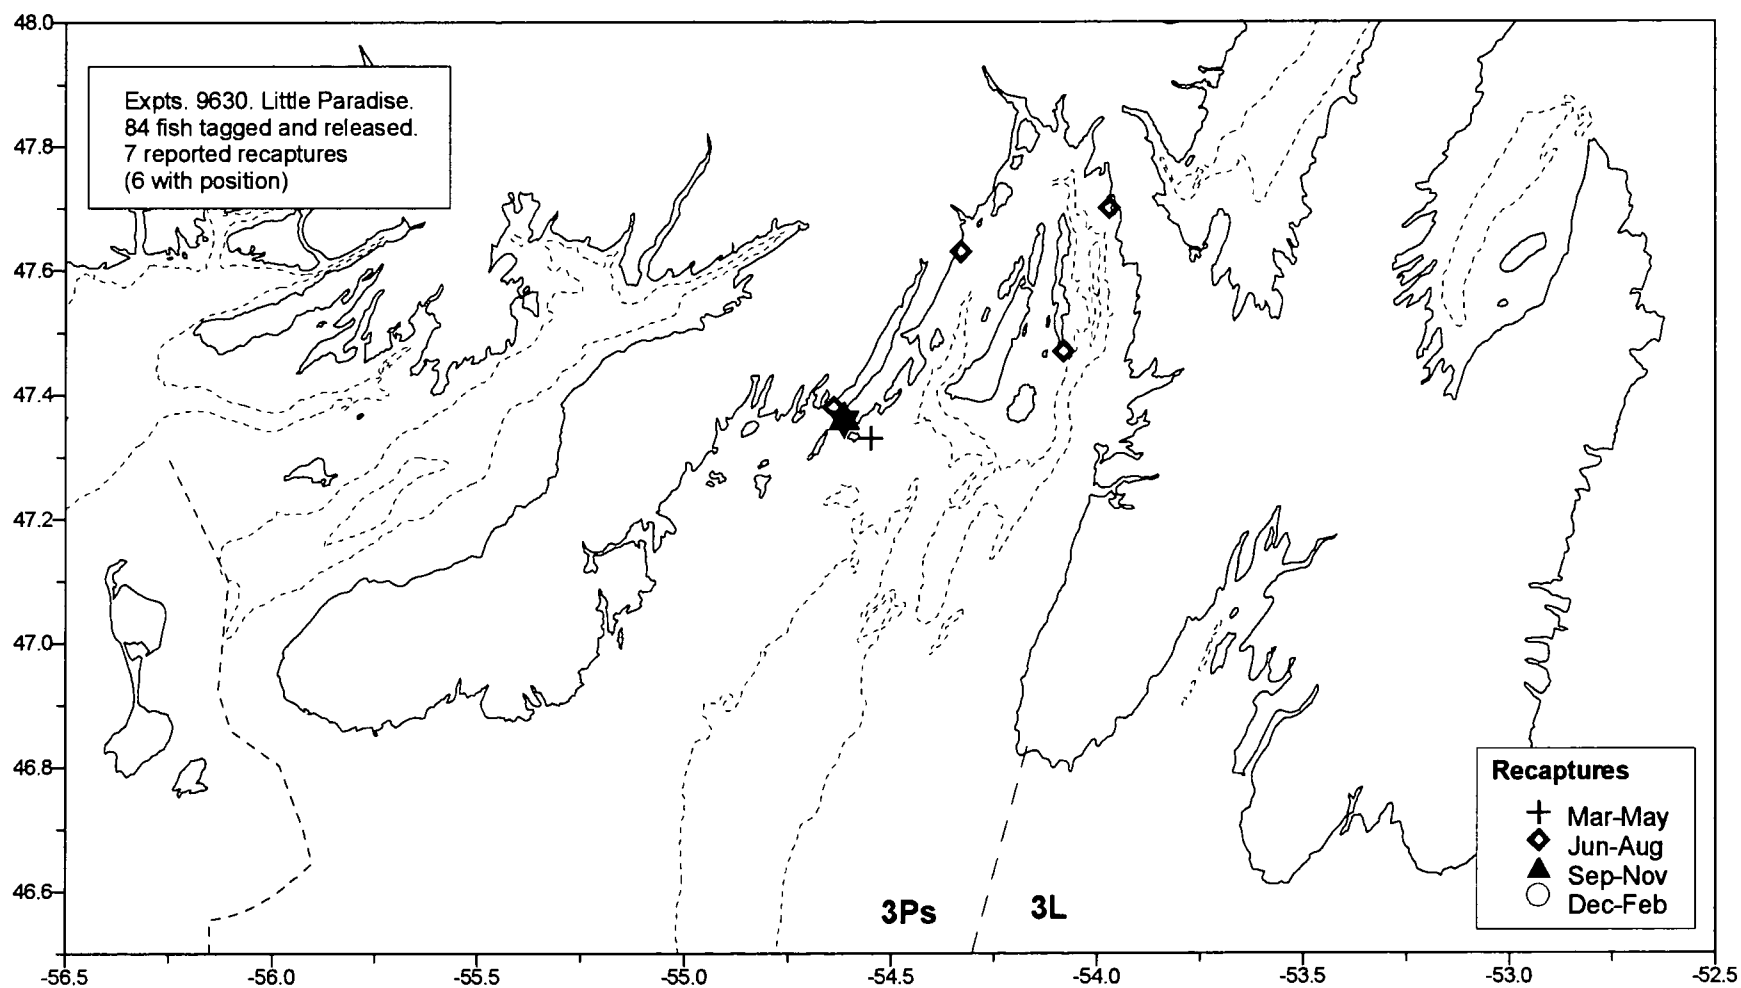 48.0
47.8
47.6
47.4
47.2
47.0
46.8
46.6
Expts. 9630. Little Paradise.
84 fish tagged and released.
7 reported recaptures
(6 with position)
Recaptures
Mar-May
Jun-Aug
Sep-Nov
Dec-Feb
3Ps 3L
-56.5 -56.0 -55.5 -55.0 -54.5 -54.0 -53.5 -53.0 -52.5